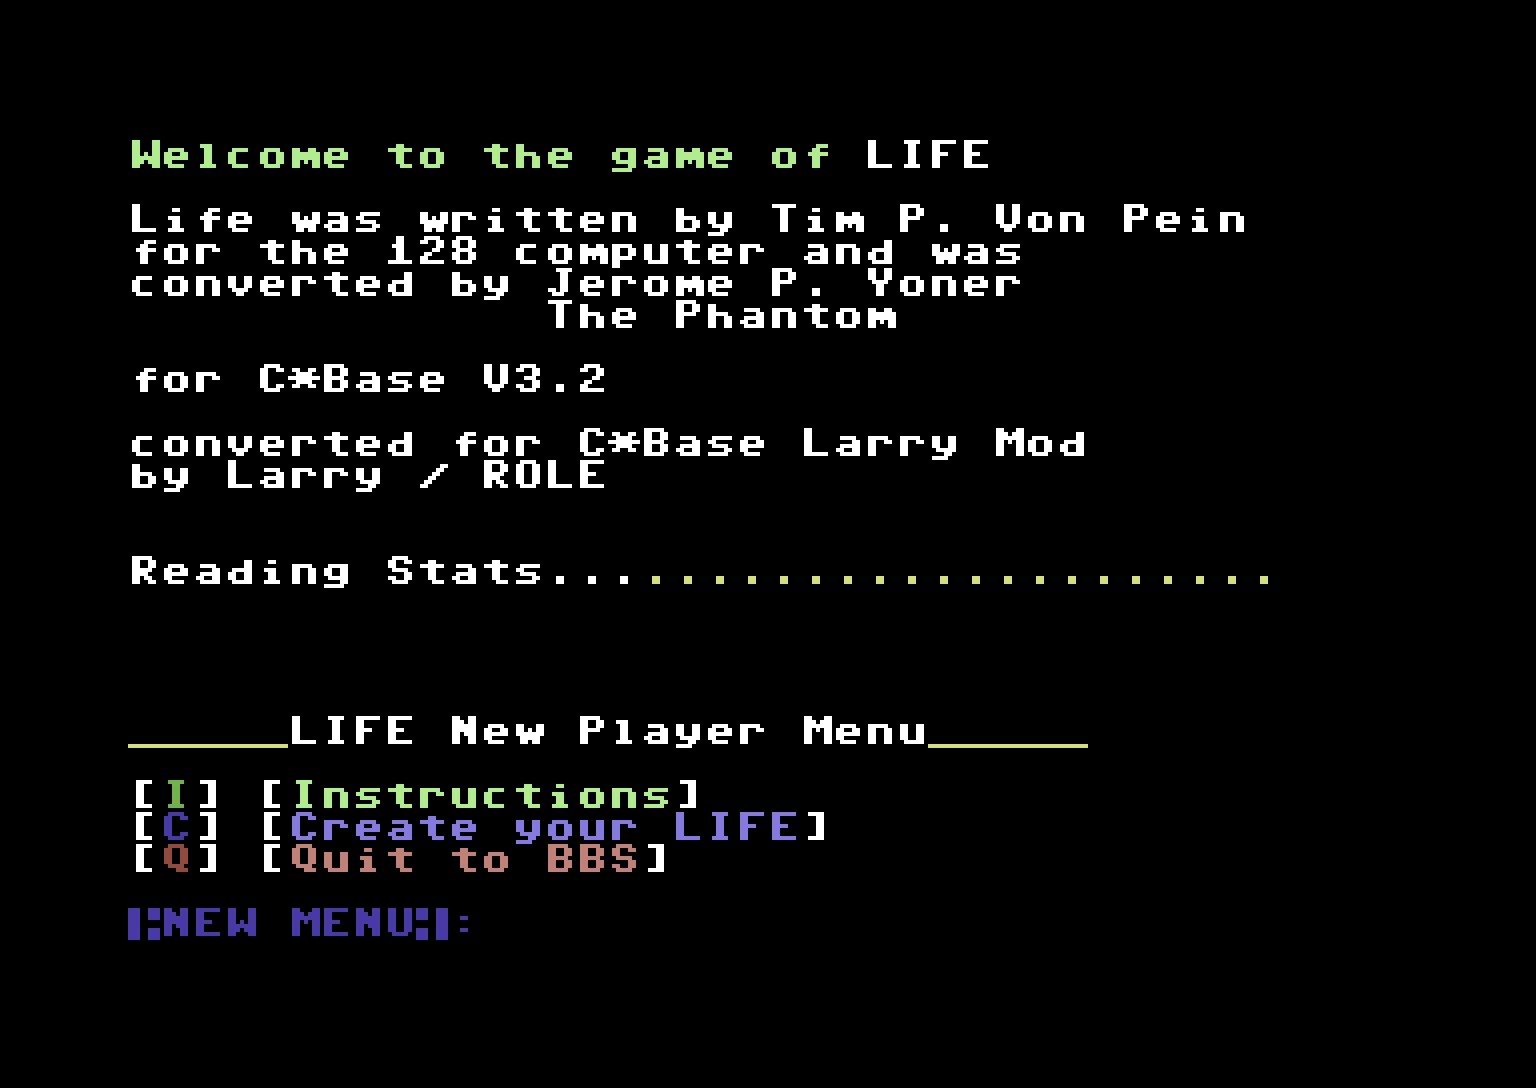 Welcome to the game of LIFE
Life was written by Tim P. Von Pein
for the 128 computer and was
converted by Jerome P. Yoner
The Phantom
for C*Base V3.2
converted for C*Base Larry Mod
by Larry / ROLE
Reading Stats......................
_____LIFE New Player Menu_____
[I] [Instructions]
[C] [Create your LIFE]
[Q] [Quit to BBS]
NEW MENU: